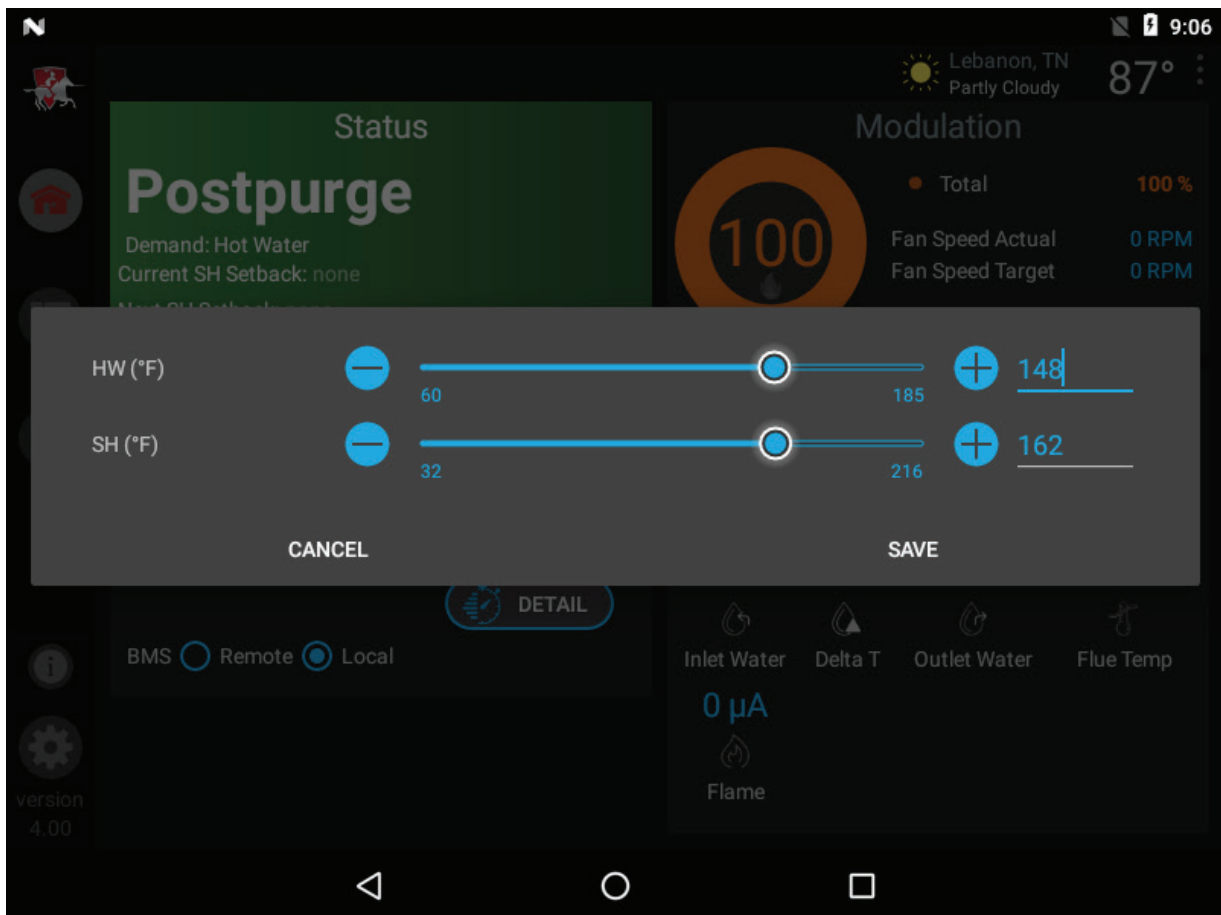 9:06
Lebanon, TN
Partly Cloudy
87°
Status
Postpurge
Demand: Hot Water
Current SH Setback: none
Modulation
100
Total 100 %
Fan Speed Actual 0 RPM
Fan Speed Target 0 RPM
HW (°F)
60
185
148
SH (°F)
32
216
162
CANCEL
SAVE
DETAIL
BMS Remote Local
Inlet Water
Delta T
Outlet Water
Flue Temp
0 µA
Flame
version
4.00